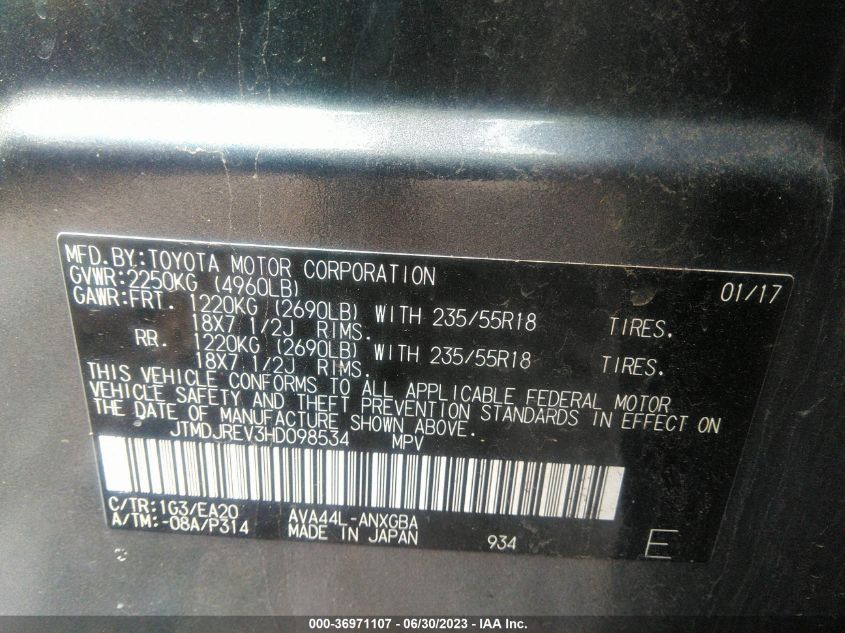 MFD.BY:TOYOTA MOTOR CORPORATION 01/17
GVWR:2250KG (4960LB)
GAWR:FRT. 1220KG (2690LB) WITH 235/55R18 TIRES.
18X7 1/2J RIMS.
RR. 1220KG (2690LB) WITH 235/55R18 TIRES.
18X7 1/2J RIMS.
THIS VEHICLE CONFORMS TO ALL APPLICABLE FEDERAL MOTOR
VEHICLE SAFETY AND THEFT PREVENTION STANDARDS IN EFFECT ON
THE DATE OF MANUFACTURE SHOWN ABOVE.
JTMDJREV3HD098534 MPV
C/TR:1G3/EA20 AVA44L-ANXGBA
A/TM:-08A/P314 MADE IN JAPAN 934 E
000-36971107 - 06/30/2023 - IAA Inc.